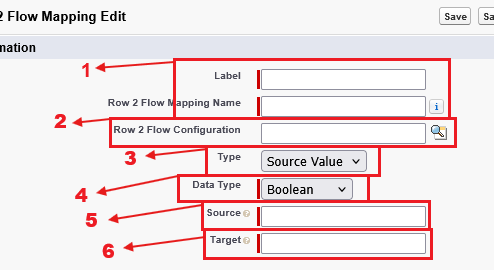 2 Flow Mapping Edit
Save
Sa
mation
1
Label
Row 2 Flow Mapping Name
i
2
Row 2 Flow Configuration
3
Type
Source Value
4
Data Type
Boolean
5
Source ?
6
Target ?